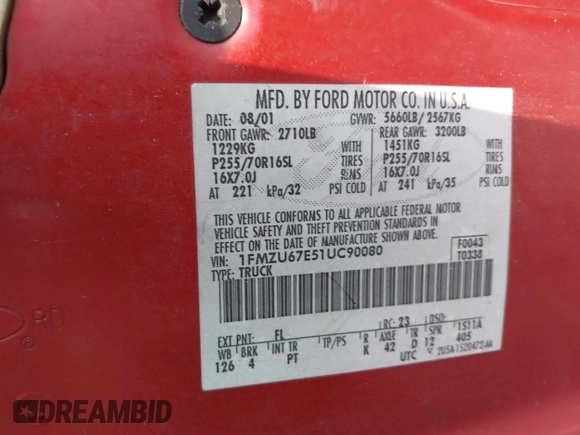 MFD. BY FORD MOTOR CO. IN U.S.A.
DATE: 08/01 GVWR: 5660LB/ 2567KG
FRONT GAWR: 2710LB REAR GAWR: 3200LB
1229KG WITH 1451KG WITH
P255/70R16SL TIRES P255/70R16SL TIRES
16X7.0J RIMS 16X7.0J RIMS
AT 221 kPa/32 PSI COLD AT 241 kPa/35 PSI COLD
THIS VEHICLE CONFORMS TO ALL APPLICABLE FEDERAL MOTOR
VEHICLE SAFETY AND THEFT PREVENTION STANDARDS IN
EFFECT ON THE DATE OF MANUFACTURE SHOWN ABOVE.
VIN: 1FMZU67E51UC90080 F0043
TYPE: TRUCK T0338
EXT PNT: FL RC: 23 DSO:
WB BRK INT TR TP/PS R AXLE TR SPR 1S11A
126 4 PT K 42 D 12 405
UTC
RD
®
DREAMBID